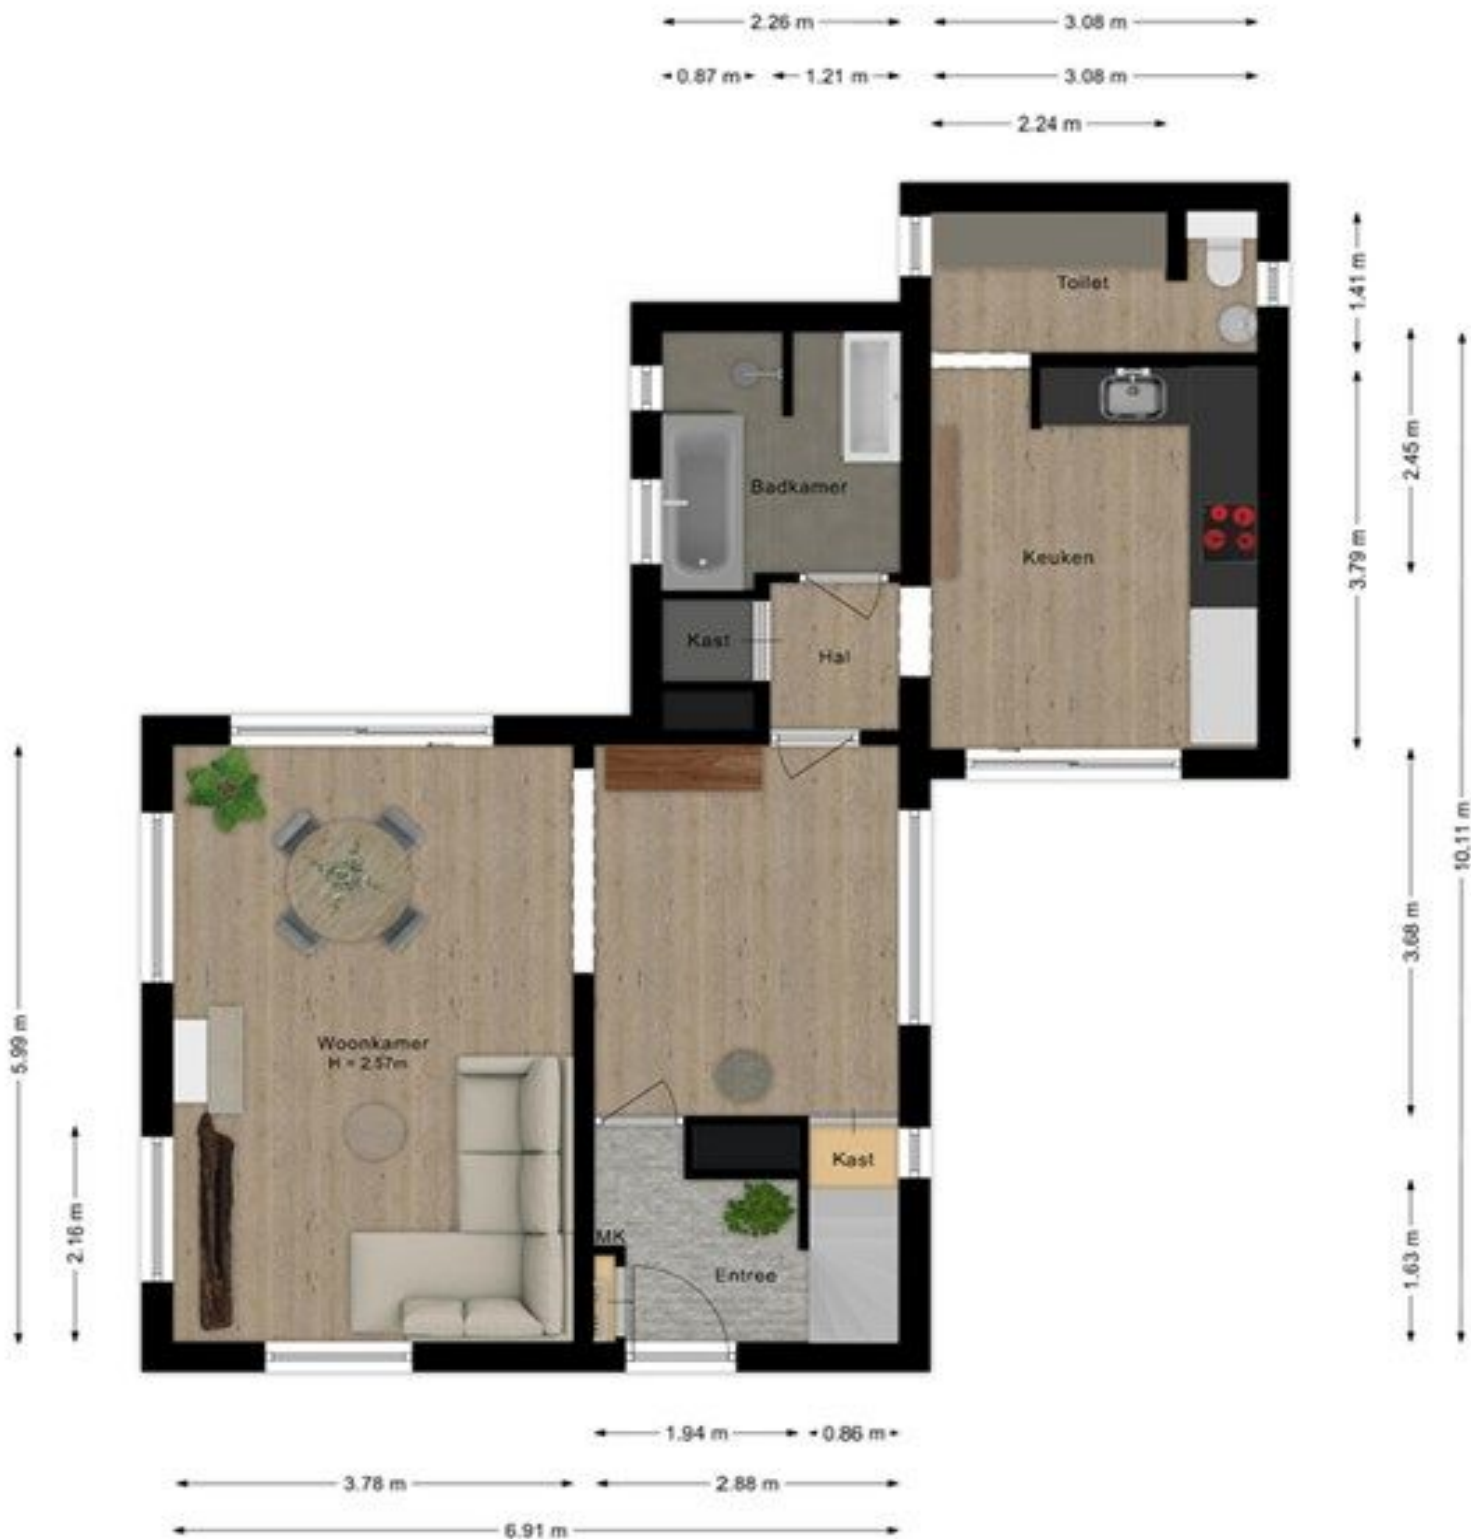 2.26 m
3.08 m
0.87 m
1.21 m
3.08 m
2.24 m
Toilet
1.41 m
Badkamer
2.45 m
Keuken
3.79 m
Kast
Hal
10.11 m
3.68 m
5.99 m
Woonkamer
H = 2.57m
Kast
2.16 m
MK
Entree
1.63 m
1.94 m
0.86 m
3.78 m
2.88 m
6.91 m